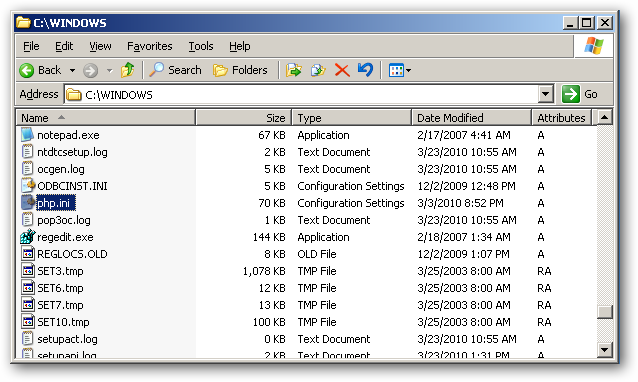 C:\WINDOWS
File Edit View Favorites Tools Help
Back Search Folders
Address C:\WINDOWS Go
Name Size Type Date Modified Attributes
notepad.exe 67 KB Application 2/17/2007 4:41 AM A
ntdtcsetup.log 2 KB Text Document 3/23/2010 10:55 AM A
ocgen.log 5 KB Text Document 3/23/2010 10:55 AM A
ODBCINST.INI 5 KB Configuration Settings 12/2/2009 12:48 PM A
php.ini 70 KB Configuration Settings 3/3/2010 8:52 PM A
pop3oc.log 1 KB Text Document 3/23/2010 10:55 AM A
regedit.exe 144 KB Application 2/18/2007 1:34 AM A
REGLOCS.OLD 8 KB OLD File 12/2/2009 1:07 PM A
SET3.tmp 1,078 KB TMP File 3/25/2003 8:00 AM RA
SET6.tmp 12 KB TMP File 3/25/2003 8:00 AM RA
SET7.tmp 13 KB TMP File 3/25/2003 8:00 AM RA
SET10.tmp 100 KB TMP File 3/25/2003 8:00 AM RA
setupact.log 0 KB Text Document 3/23/2010 10:55 AM A
setupapi.log 2 KB Text Document 3/23/2010 1:31 PM A